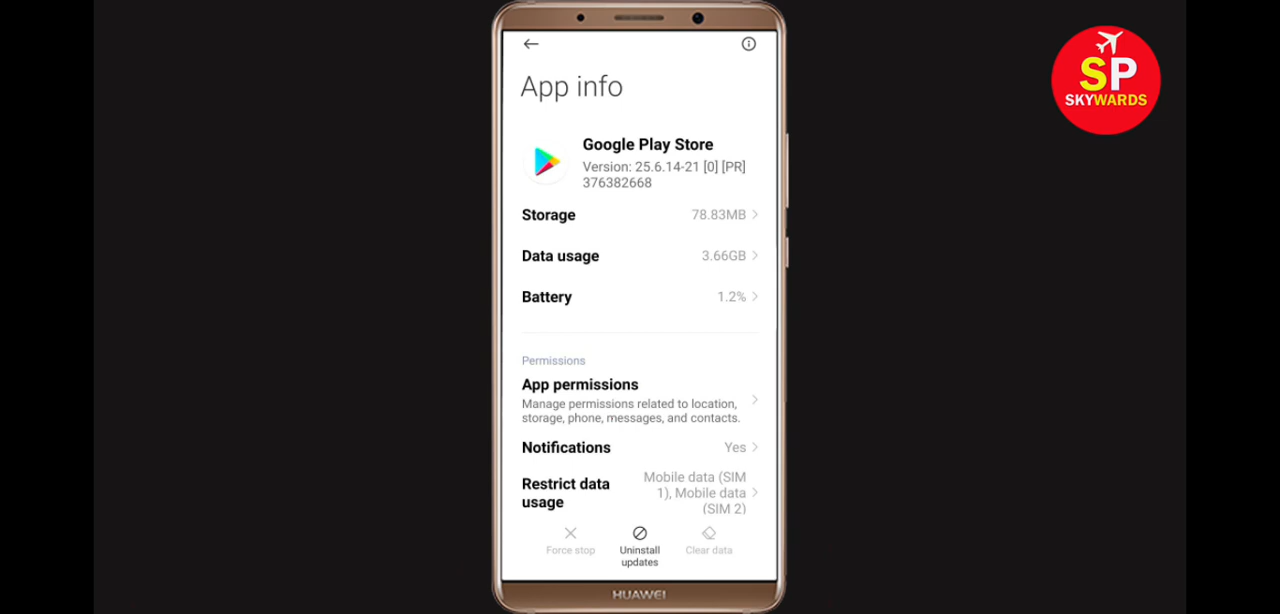 SP
SKYWARDS
App info
Google Play Store
Version: 25.6.14-21 [0] [PR]
376382668
Storage 78.83MB
Data usage 3.66GB
Battery 1.2%
Permissions
App permissions
Manage permissions related to location,
storage, phone, messages, and contacts.
Notifications Yes
Restrict data
usage
Mobile data (SIM
1), Mobile data
(SIM 2)
Force stop
Uninstall
updates
Clear data
HUAWEI